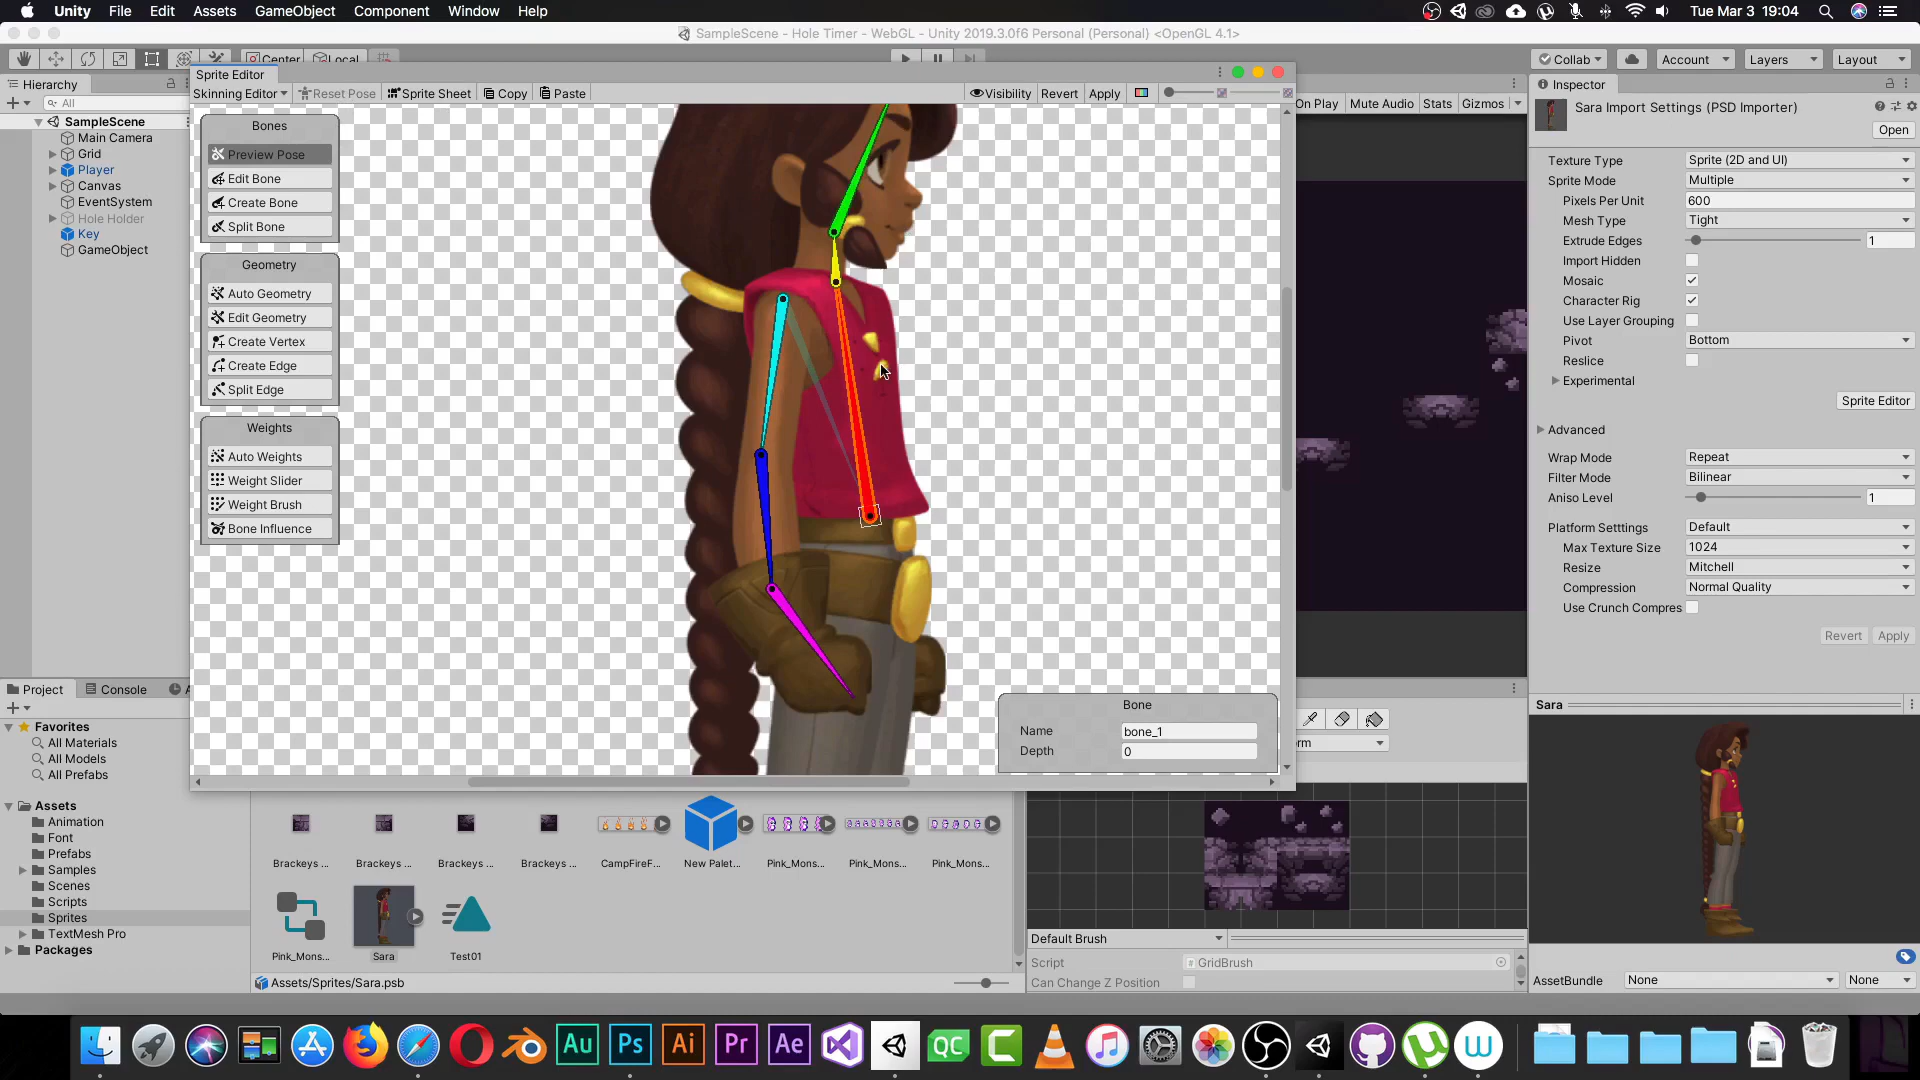 Unity File Edit Assets GameObject Component Window Help
Tue Mar 3 19:04
SampleScene - Hole Timer - WebGL - Unity 2019.3.0f6 Personal (Personal) <OpenGL 4.1>
Center Local
Collab Account Layers Layout
Hierarchy
All
SampleScene
Main Camera
Grid
Player
Canvas
EventSystem
Hole Holder
Key
GameObject
Sprite Editor
Skinning Editor Reset Pose Sprite Sheet Copy Paste
Visibility Revert Apply
Bones
Preview Pose
Edit Bone
Create Bone
Split Bone
Geometry
Auto Geometry
Edit Geometry
Create Vertex
Create Edge
Split Edge
Weights
Auto Weights
Weight Slider
Weight Brush
Bone Influence
Bone
Name bone_1
Depth 0
On Play Mute Audio Stats Gizmos
Inspector
Sara Import Settings (PSD Importer)
Open
Texture Type Sprite (2D and UI)
Sprite Mode Multiple
Pixels Per Unit 600
Mesh Type Tight
Extrude Edges 1
Import Hidden
Mosaic
Character Rig
Use Layer Grouping
Pivot Bottom
Reslice
Experimental
Sprite Editor
Advanced
Wrap Mode Repeat
Filter Mode Bilinear
Aniso Level 1
Platform Setttings Default
Max Texture Size 1024
Resize Mitchell
Compression Normal Quality
Use Crunch Compres
Revert Apply
Sara
AssetBundle None None
Project Console
Favorites
All Materials
All Models
All Prefabs
Assets
Animation
Font
Prefabs
Samples
Scenes
Scripts
Sprites
TextMesh Pro
Packages
Brackeys ... Brackeys ... Brackeys ... Brackeys ... CampFireF... New Palet... Pink_Mons... Pink_Mons... Pink_Mons...
Pink_Mons... Sara Test01
Assets/Sprites/Sara.psb
rm
Default Brush
Script GridBrush
Can Change Z Position
Au Ps Ai Pr Ae QC C W